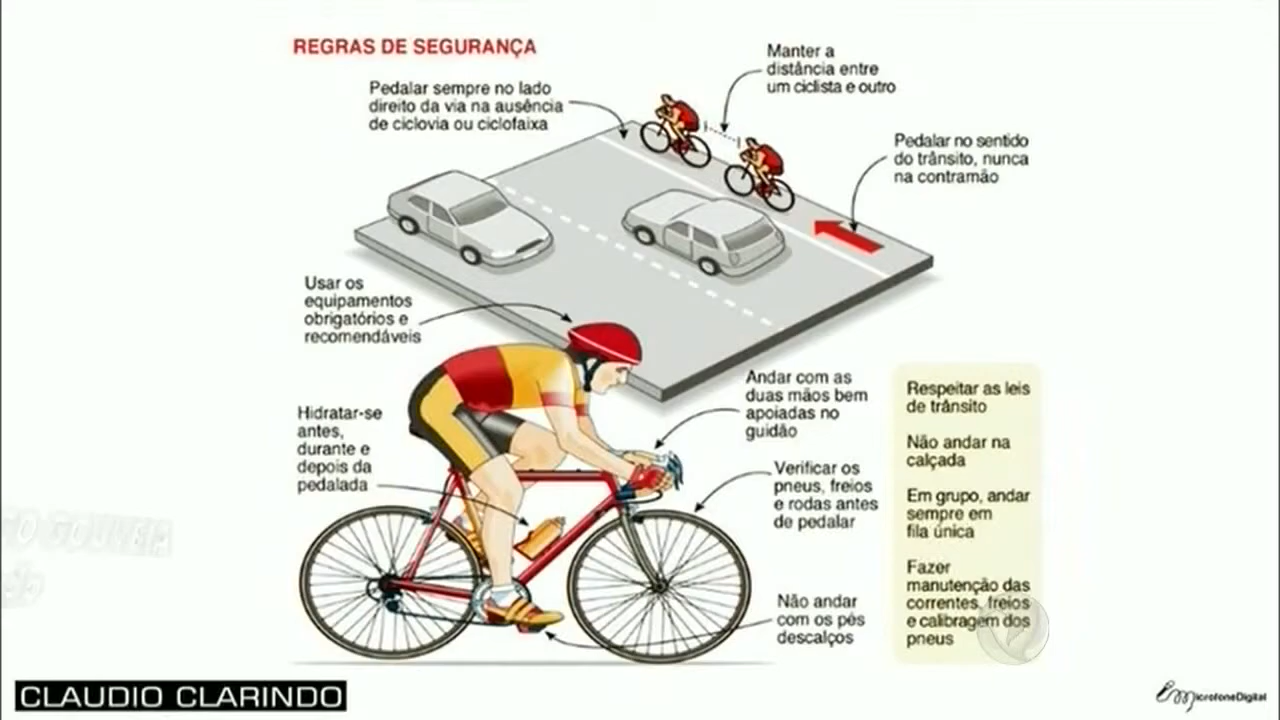 REGRAS DE SEGURANÇA
Pedalar sempre no lado
direito da via na ausência
de ciclovia ou ciclofaixa
Manter a
distância entre
um ciclista e outro
Pedalar no sentido
do trânsito, nunca
na contramão
Usar os
equipamentos
obrigatórios e
recomendáveis
Hidratar-se
antes,
durante e
depois da
pedalada
Andar com as
duas mãos bem
apoiadas no
guidão
Verificar os
pneus, freios
e rodas antes
de pedalar
Não andar
com os pés
descalços
Respeitar as leis
de trânsito
Não andar na
calçada
Em grupo, andar
sempre em
fila única
Fazer
manutenção das
correntes, freios
e calibragem dos
pneus
CLAUDIO CLARINDO
MicrofoneDigital